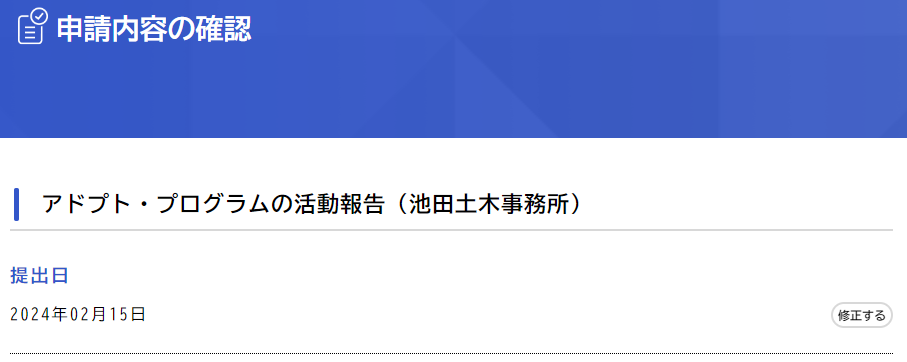 申請内容の確認
アドプト・プログラムの活動報告（池田土木事務所）
提出日
2024年02月15日
修正する